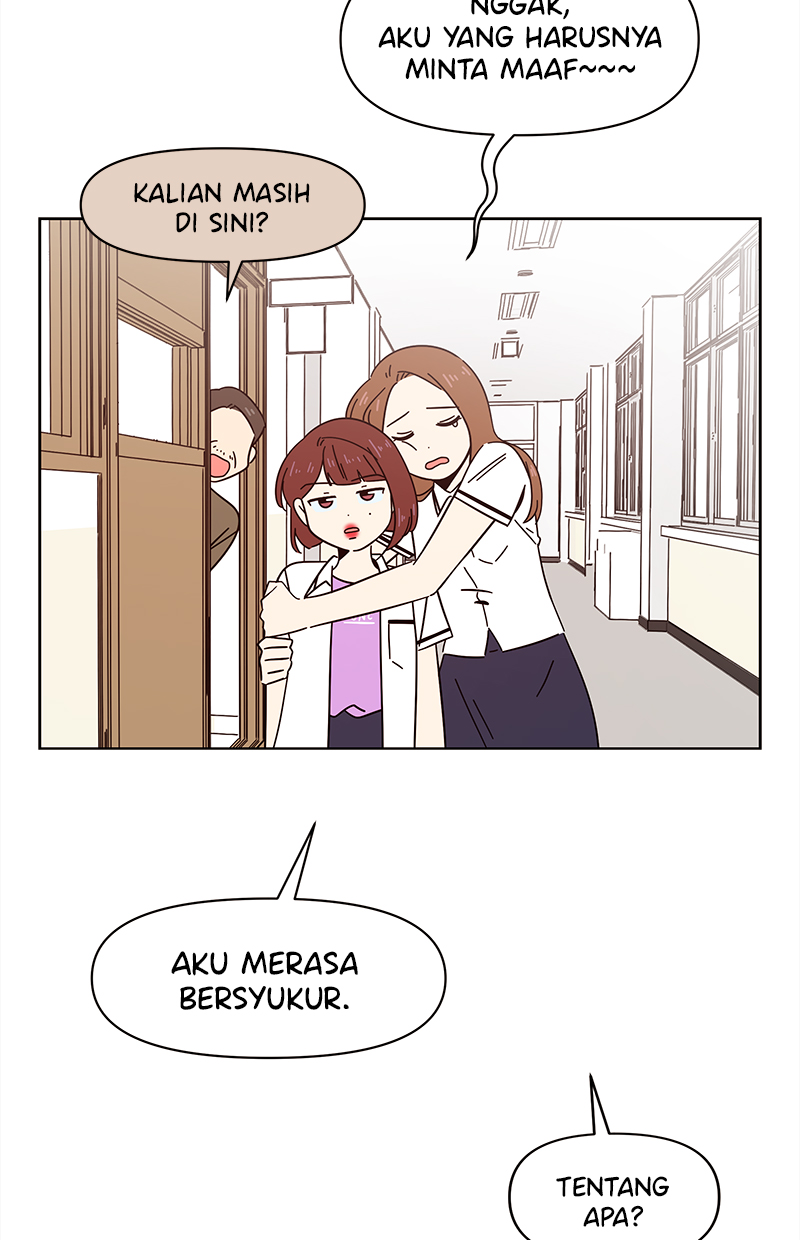 NGGAK,
AKU YANG HARUSNYA
MINTA MAAF~~~
KALIAN MASIH
DI SINI?
AKU MERASA
BERSYUKUR.
TENTANG
APA?